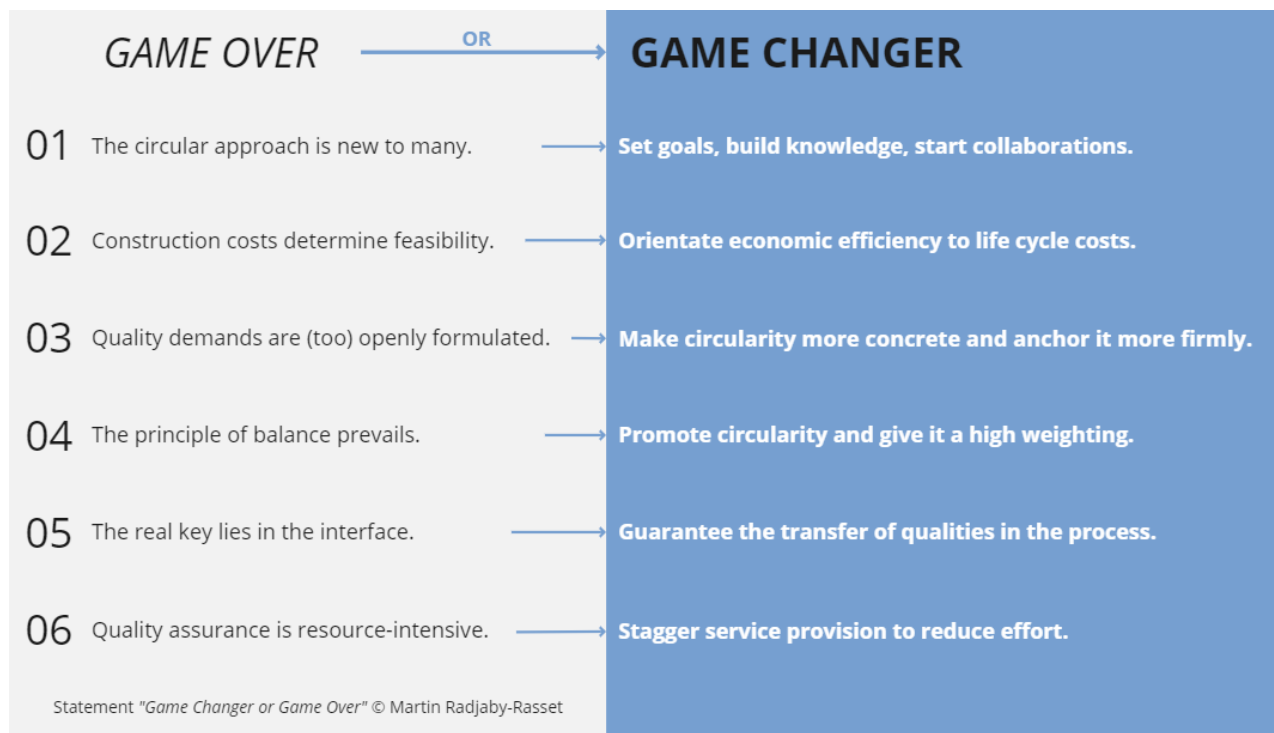 GAME OVER OR GAME CHANGER
01 The circular approach is new to many. Set goals, build knowledge, start collaborations.
02 Construction costs determine feasibility. Orientate economic efficiency to life cycle costs.
03 Quality demands are (too) openly formulated. Make circularity more concrete and anchor it more firmly.
04 The principle of balance prevails. Promote circularity and give it a high weighting.
05 The real key lies in the interface. Guarantee the transfer of qualities in the process.
06 Quality assurance is resource-intensive. Stagger service provision to reduce effort.
Statement "Game Changer or Game Over" © Martin Radjaby-Rasset